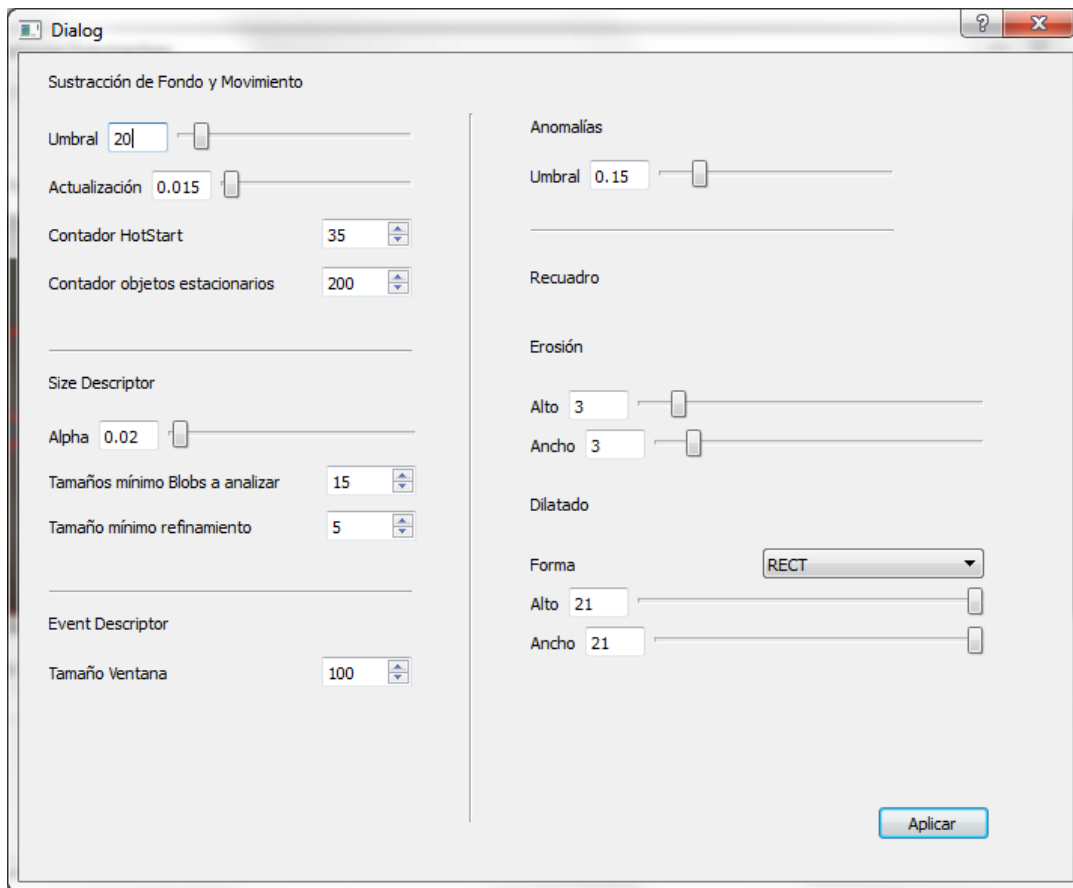 Dialog
Sustracción de Fondo y Movimiento
Umbral 20
Actualización 0.015
Contador HotStart 35
Contador objetos estacionarios 200
Size Descriptor
Alpha 0.02
Tamaños mínimo Blobs a analizar 15
Tamaño mínimo refinamiento 5
Event Descriptor
Tamaño Ventana 100
Anomalías
Umbral 0.15
Recuadro
Erosión
Alto 3
Ancho 3
Dilatado
Forma RECT
Alto 21
Ancho 21
Aplicar